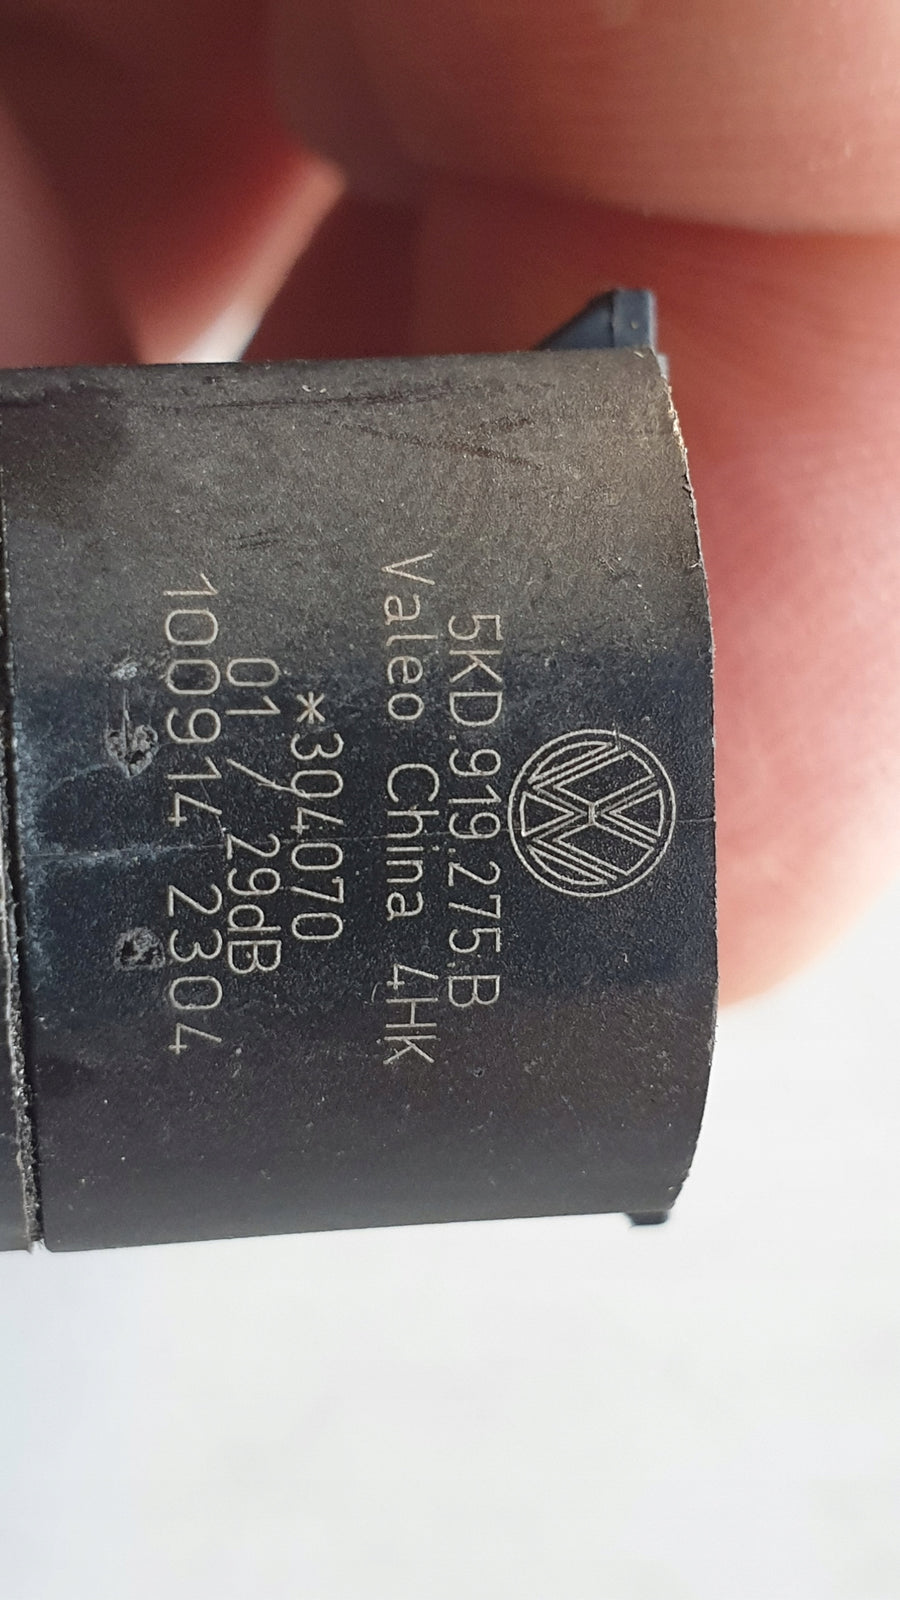 5KD.919.275.B
Valeo China 4HK
*304070
01 / 29dB
100914 2304